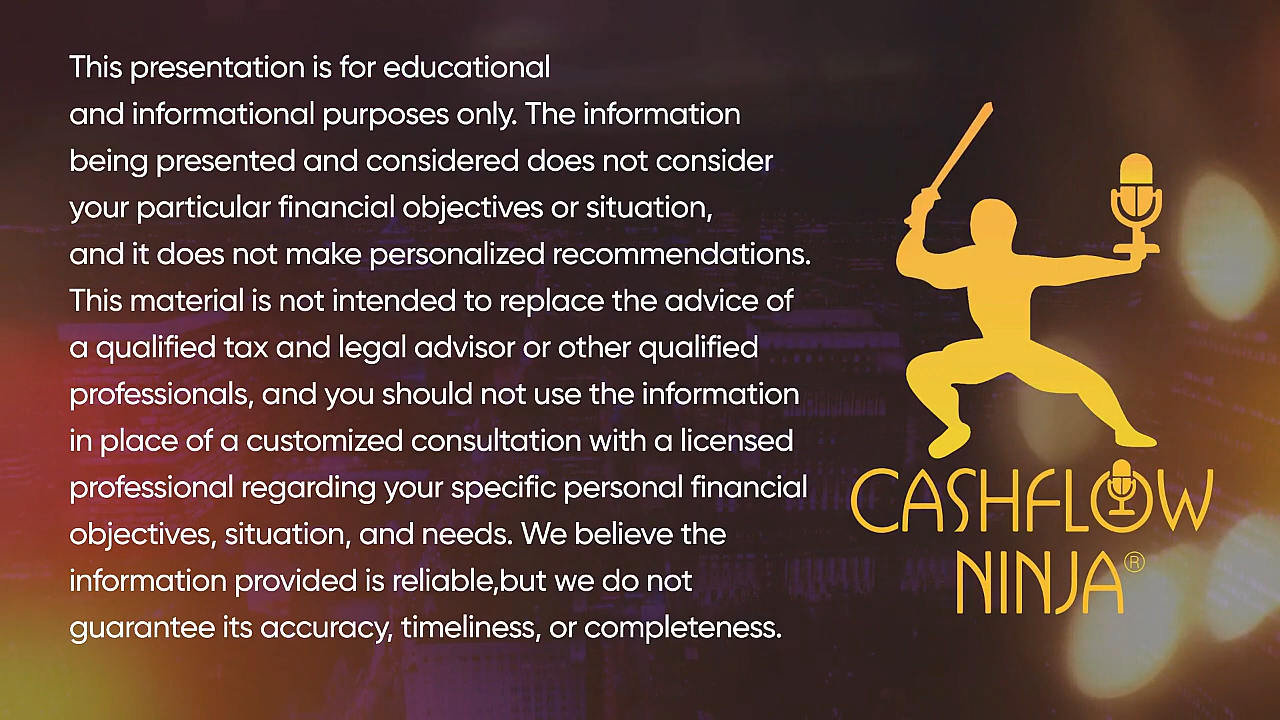 This presentation is for educational
and informational purposes only. The information
being presented and considered does not consider
your particular financial objectives or situation,
and it does not make personalized recommendations.
This material is not intended to replace the advice of
a qualified tax and legal advisor or other qualified
professionals, and you should not use the information
in place of a customized consultation with a licensed
professional regarding your specific personal financial
objectives, situation, and needs. We believe the
information provided is reliable,but we do not
guarantee its accuracy, timeliness, or completeness.
CASHFLOW
NINJA®